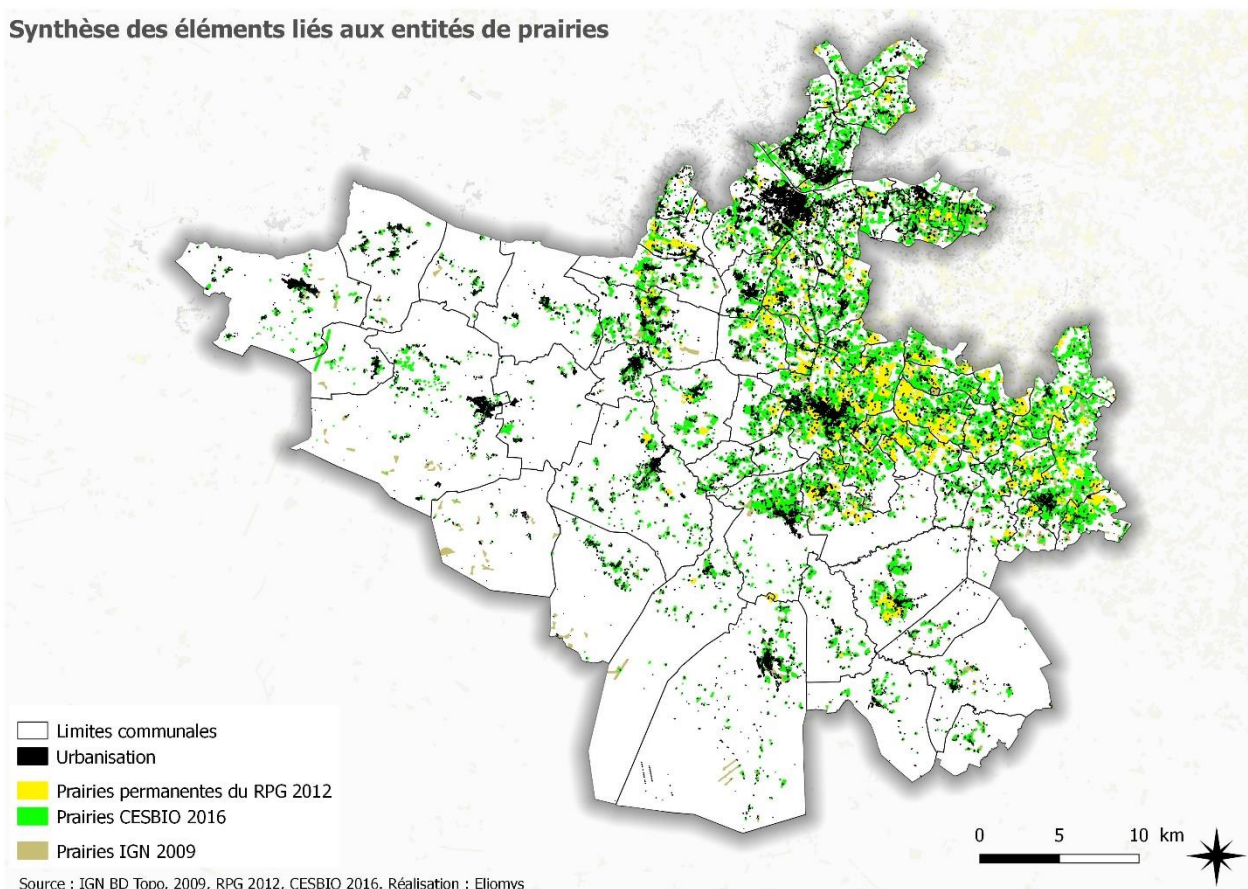 Synthèse des éléments liés aux entités de prairies
Limites communales
Urbanisation
Prairies permanentes du RPG 2012
Prairies CESBIO 2016
Prairies IGN 2009
0 5 10 km
Source : IGN BD Topo, 2009, RPG 2012, CESBIO 2016, Réalisation : Eliomys